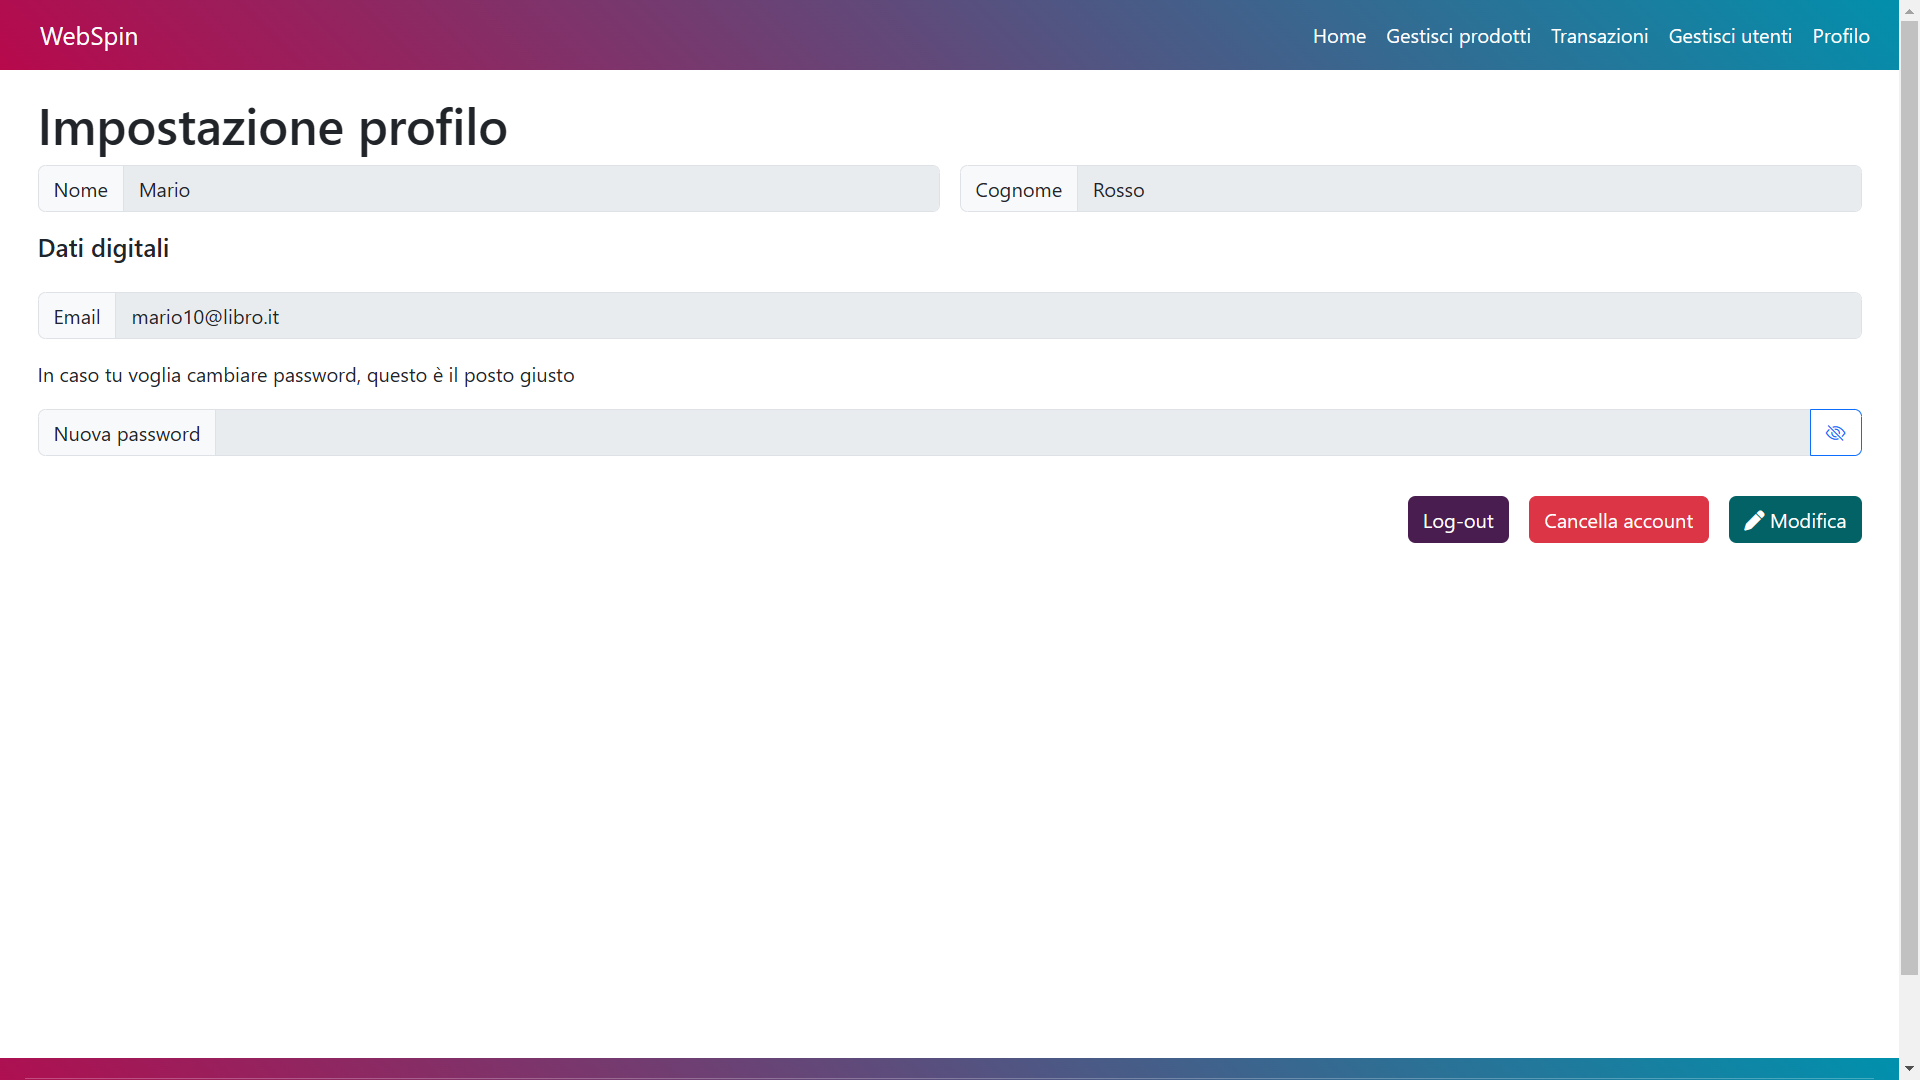 WebSpin
Home Gestisci prodotti Transazioni Gestisci utenti Profilo
Impostazione profilo
Nome Mario Cognome Rosso
Dati digitali
Email mario10@libro.it
In caso tu voglia cambiare password, questo è il posto giusto
Nuova password
Log-out Cancella account Modifica